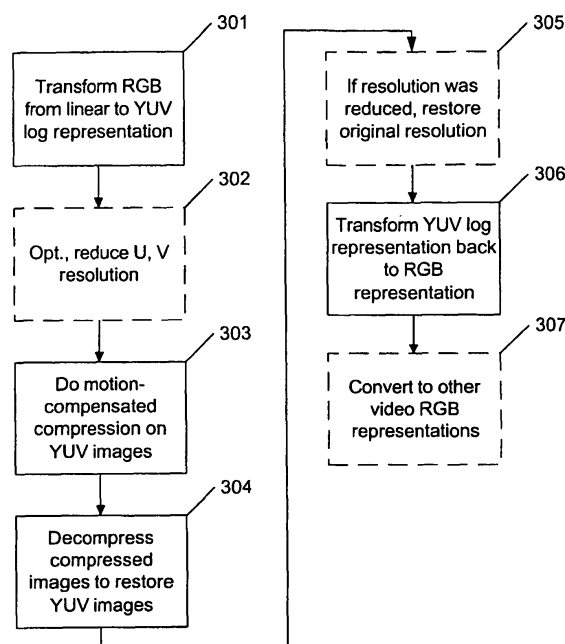 301
Transform RGB
from linear to YUV
log representation
302
Opt., reduce U, V
resolution
303
Do motion-
compensated
compression on
YUV images
304
Decompress
compressed
images to restore
YUV images
305
If resolution was
reduced, restore
original resolution
306
Transform YUV log
representation back
to RGB
representation
307
Convert to other
video RGB
representations